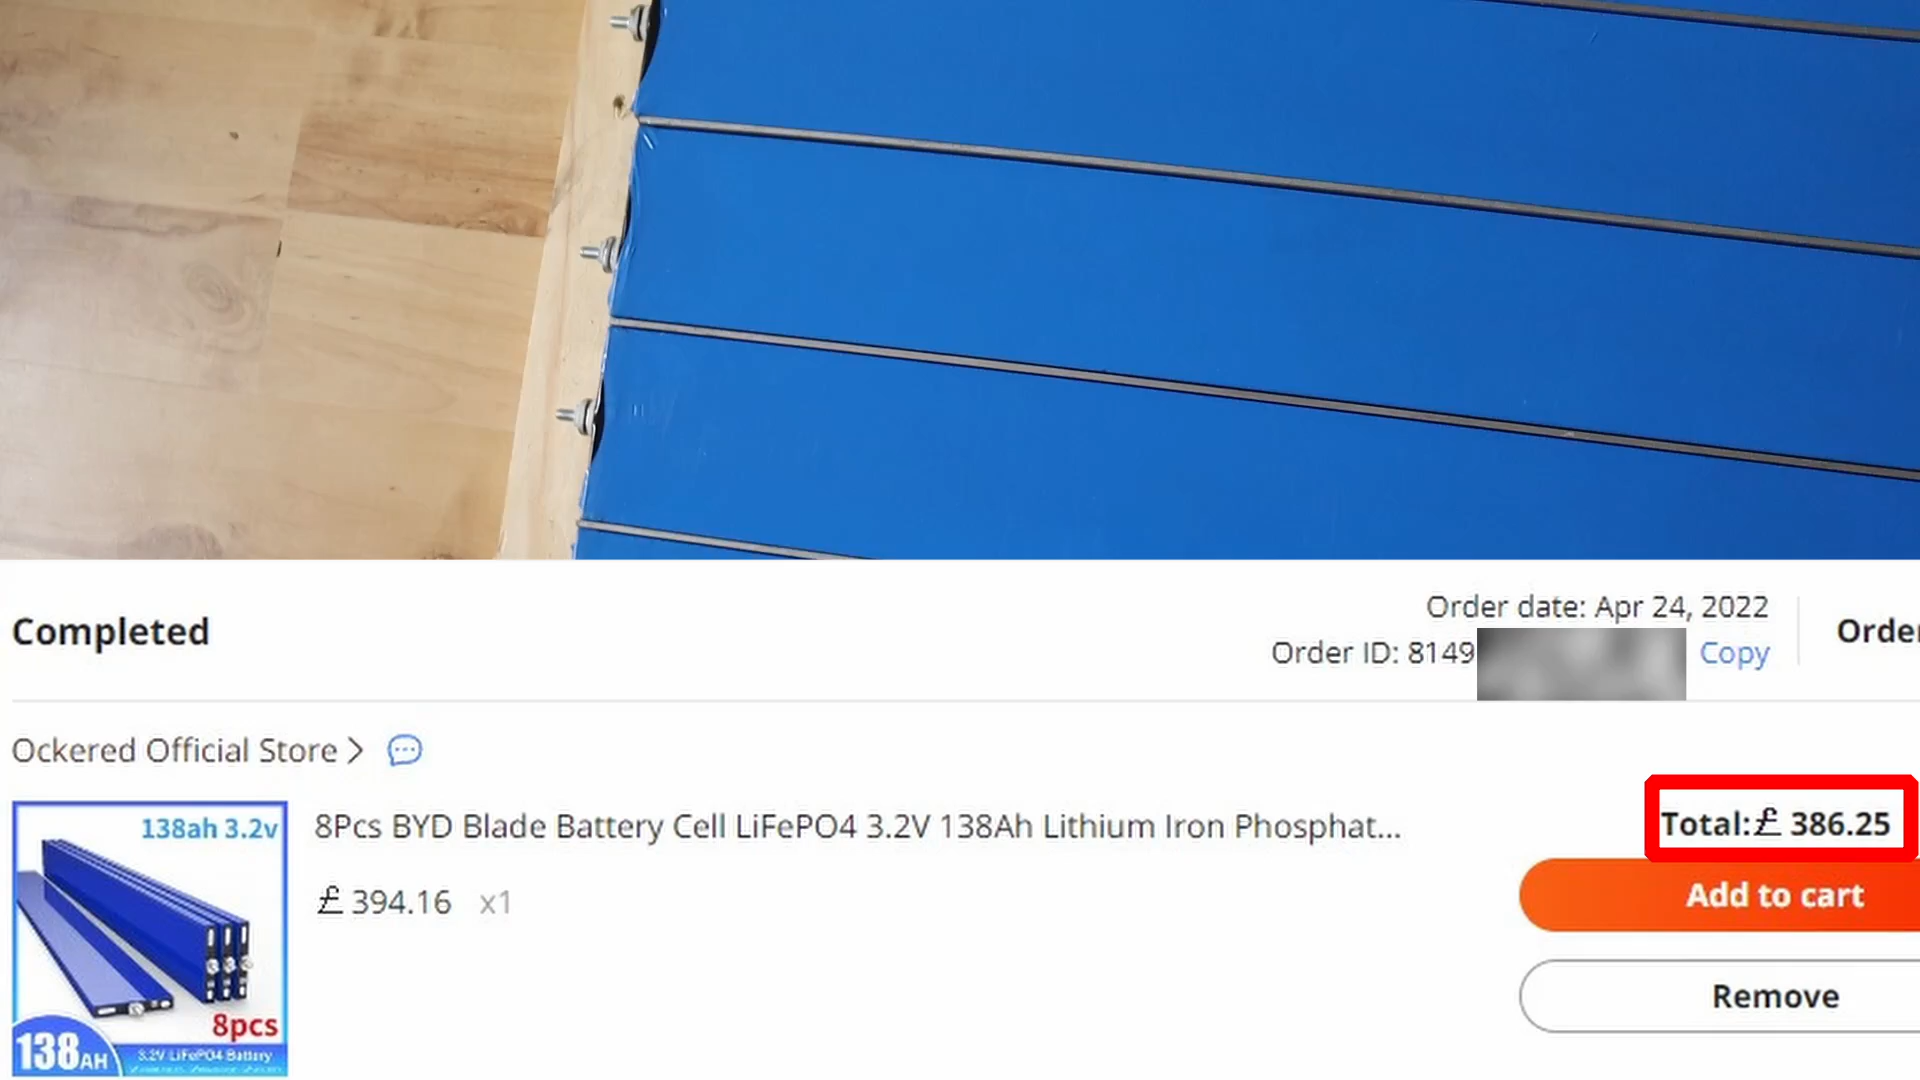 Completed
Order date: Apr 24, 2022
Order ID: 8149
Copy
Order
Ockered Official Store >
138ah 3.2v
8pcs
138AH
3.2V LiFePO4 Battery
8Pcs BYD Blade Battery Cell LiFePO4 3.2V 138Ah Lithium Iron Phosphat...
£ 394.16 x1
Total:£ 386.25
Add to cart
Remove